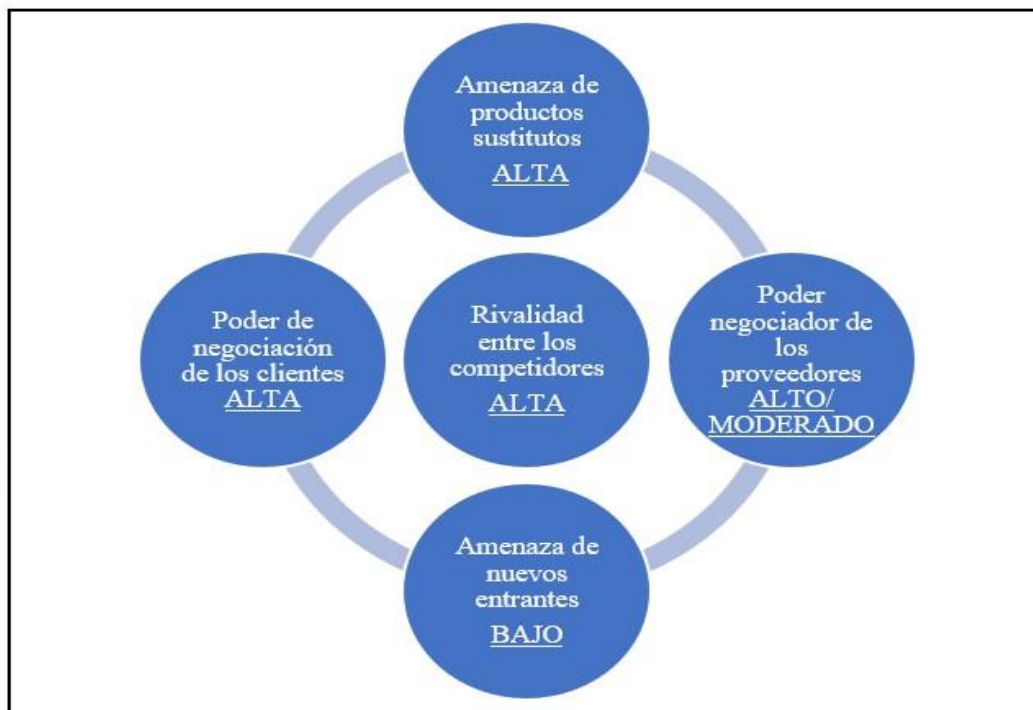 Amenaza de
productos
sustitutos
ALTA
Poder de
negociación
de los clientes
ALTA
Rivalidad
entre los
competidores
ALTA
Poder
negociador de
los
proveedores
ALTO/
MODERADO
Amenaza de
nuevos
entrantes
BAJO